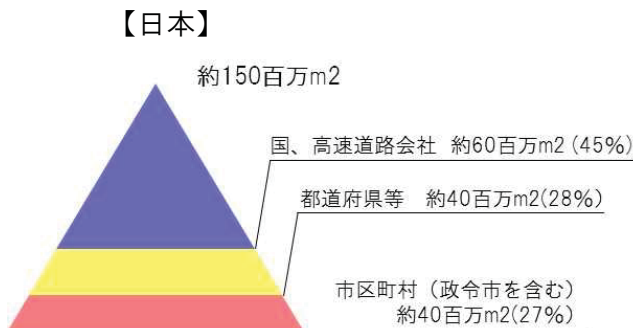 【日本】
約150百万m2
国、高速道路会社 約60百万m2(45%)
都道府県等 約40百万m2(28%)
市区町村（政令市を含む）
約40百万m2(27%)